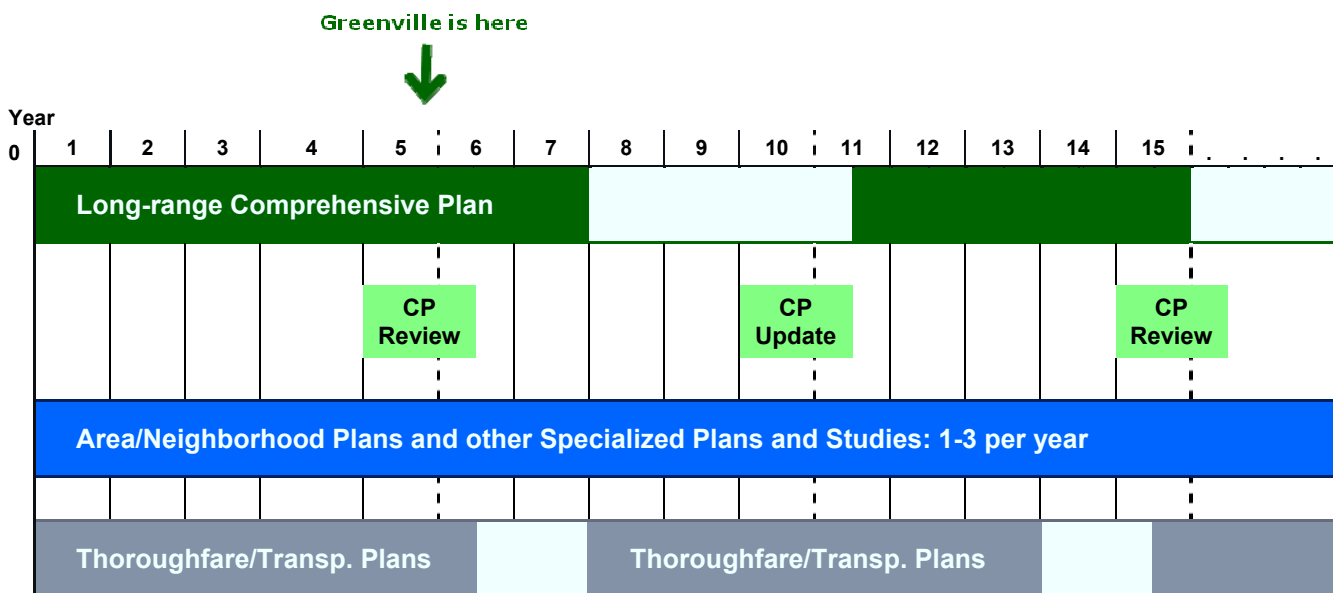 Greenville is here
Year
0 1 2 3 4 5 6 7 8 9 10 11 12 13 14 15 . . . .
Long-range Comprehensive Plan
CP
Review
CP
Update
CP
Review
Area/Neighborhood Plans and other Specialized Plans and Studies: 1-3 per year
Thoroughfare/Transp. Plans Thoroughfare/Transp. Plans